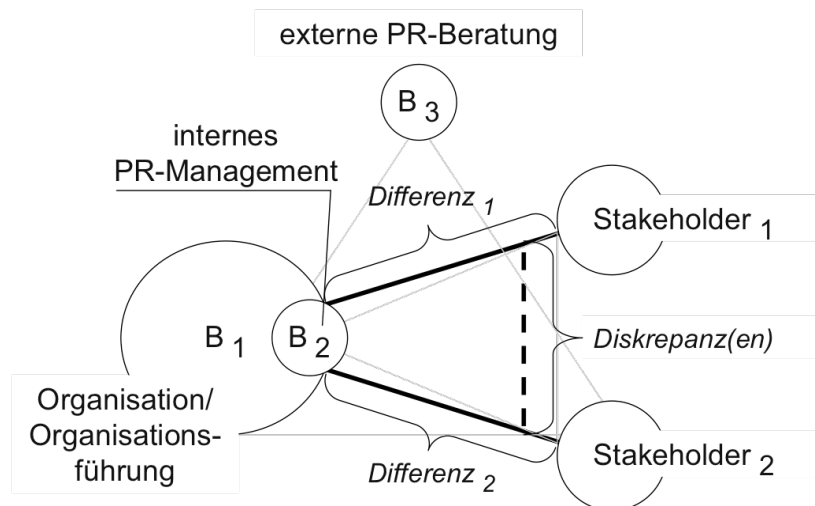 externe PR-Beratung
B 3
internes
PR-Management
Differenz 1
Stakeholder 1
B 1
B 2
Diskrepanz(en)
Organisation/
Organisations-
führung
Stakeholder 2
Differenz 2